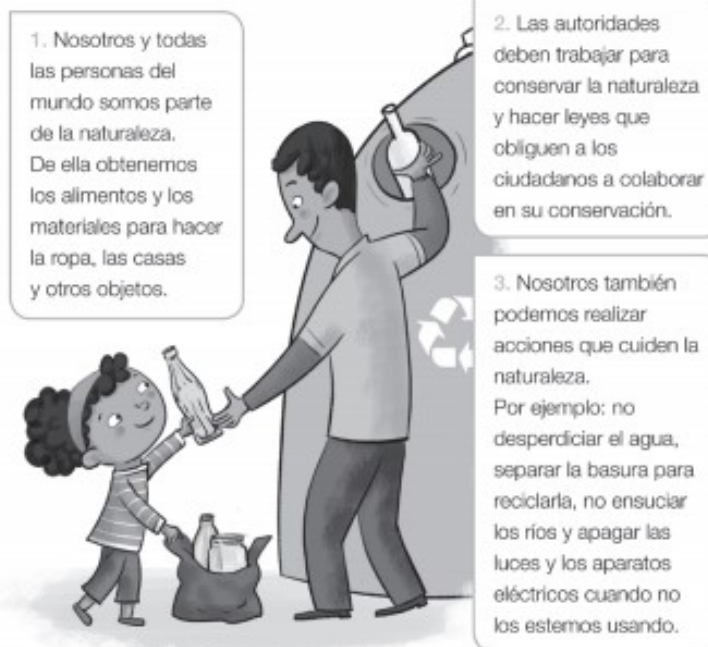 1. Nosotros y todas
las personas del
mundo somos parte
de la naturaleza.
De ella obtenemos
los alimentos y los
materiales para hacer
la ropa, las casas
y otros objetos.
2. Las autoridades
deben trabajar para
conservar la naturaleza
y hacer leyes que
obliguen a los
ciudadanos a colaborar
en su conservación.
3. Nosotros también
podemos realizar
acciones que cuiden la
naturaleza.
Por ejemplo: no
desperdiciar el agua,
separar la basura para
reciclarla, no ensuciar
los ríos y apagar las
luces y los aparatos
eléctricos cuando no
los estemos usando.